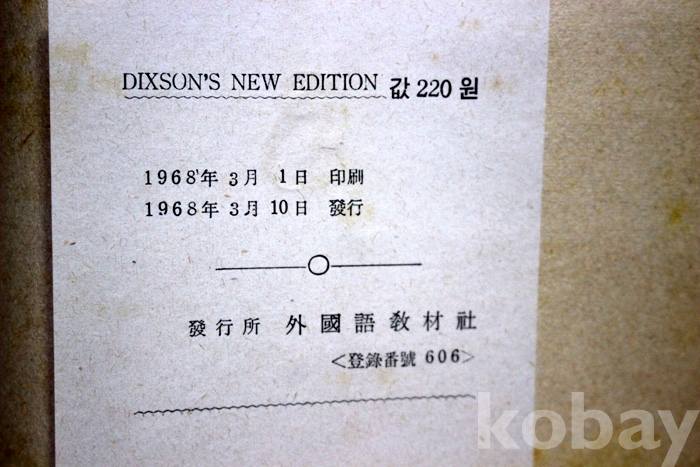 DIXSON'S NEW EDITION 값 220 원
1968年 3月 1日 印刷
1968年 3月 10日 發行
發行所 外國語敎材社
<登錄番號 606>
kobay